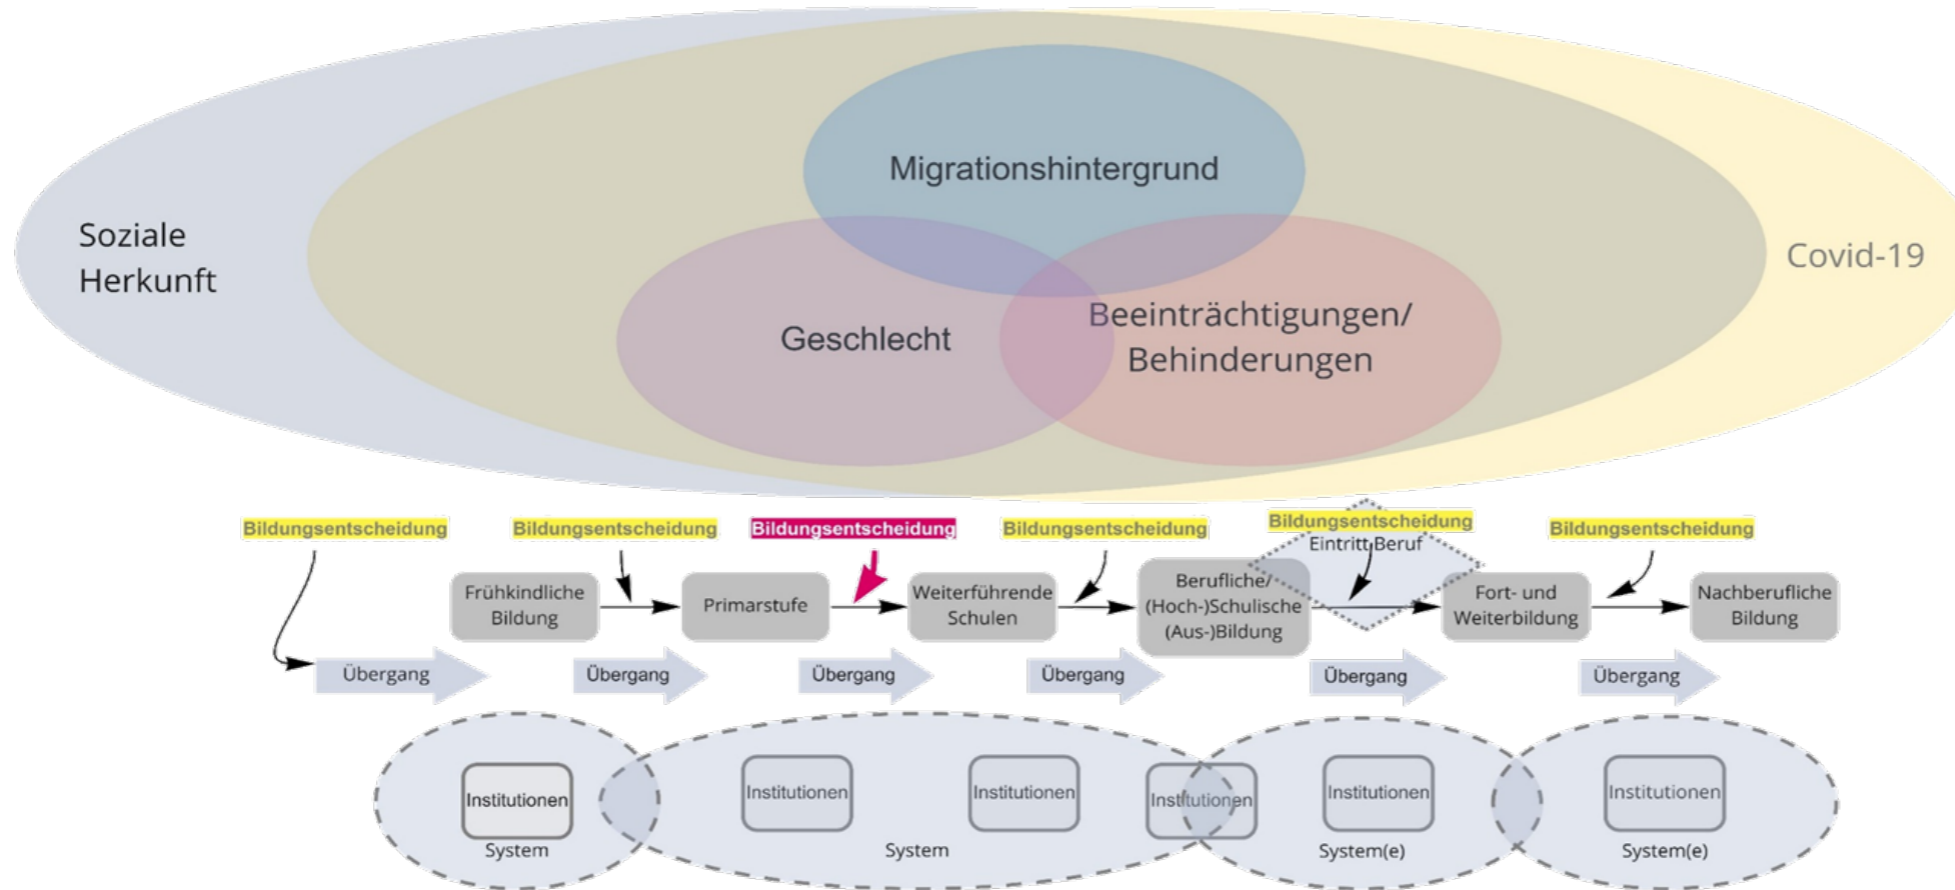 Migrationshintergrund
Soziale
Herkunft
Covid-19
Geschlecht
Beeinträchtigungen/
Behinderungen
Bildungsentscheidung
Bildungsentscheidung
Bildungsentscheidung
Bildungsentscheidung
Bildungsentscheidung
Bildungsentscheidung
Eintritt Beruf
Frühkindliche
Bildung
Primarstufe
Weiterführende
Schulen
Berufliche/
(Hoch-)Schulische
(Aus-)Bildung
Fort- und
Weiterbildung
Nachberufliche
Bildung
Übergang
Übergang
Übergang
Übergang
Übergang
Übergang
Institutionen
Institutionen
Institutionen
Institutionen
Institutionen
Institutionen
System
System
System(e)
System(e)